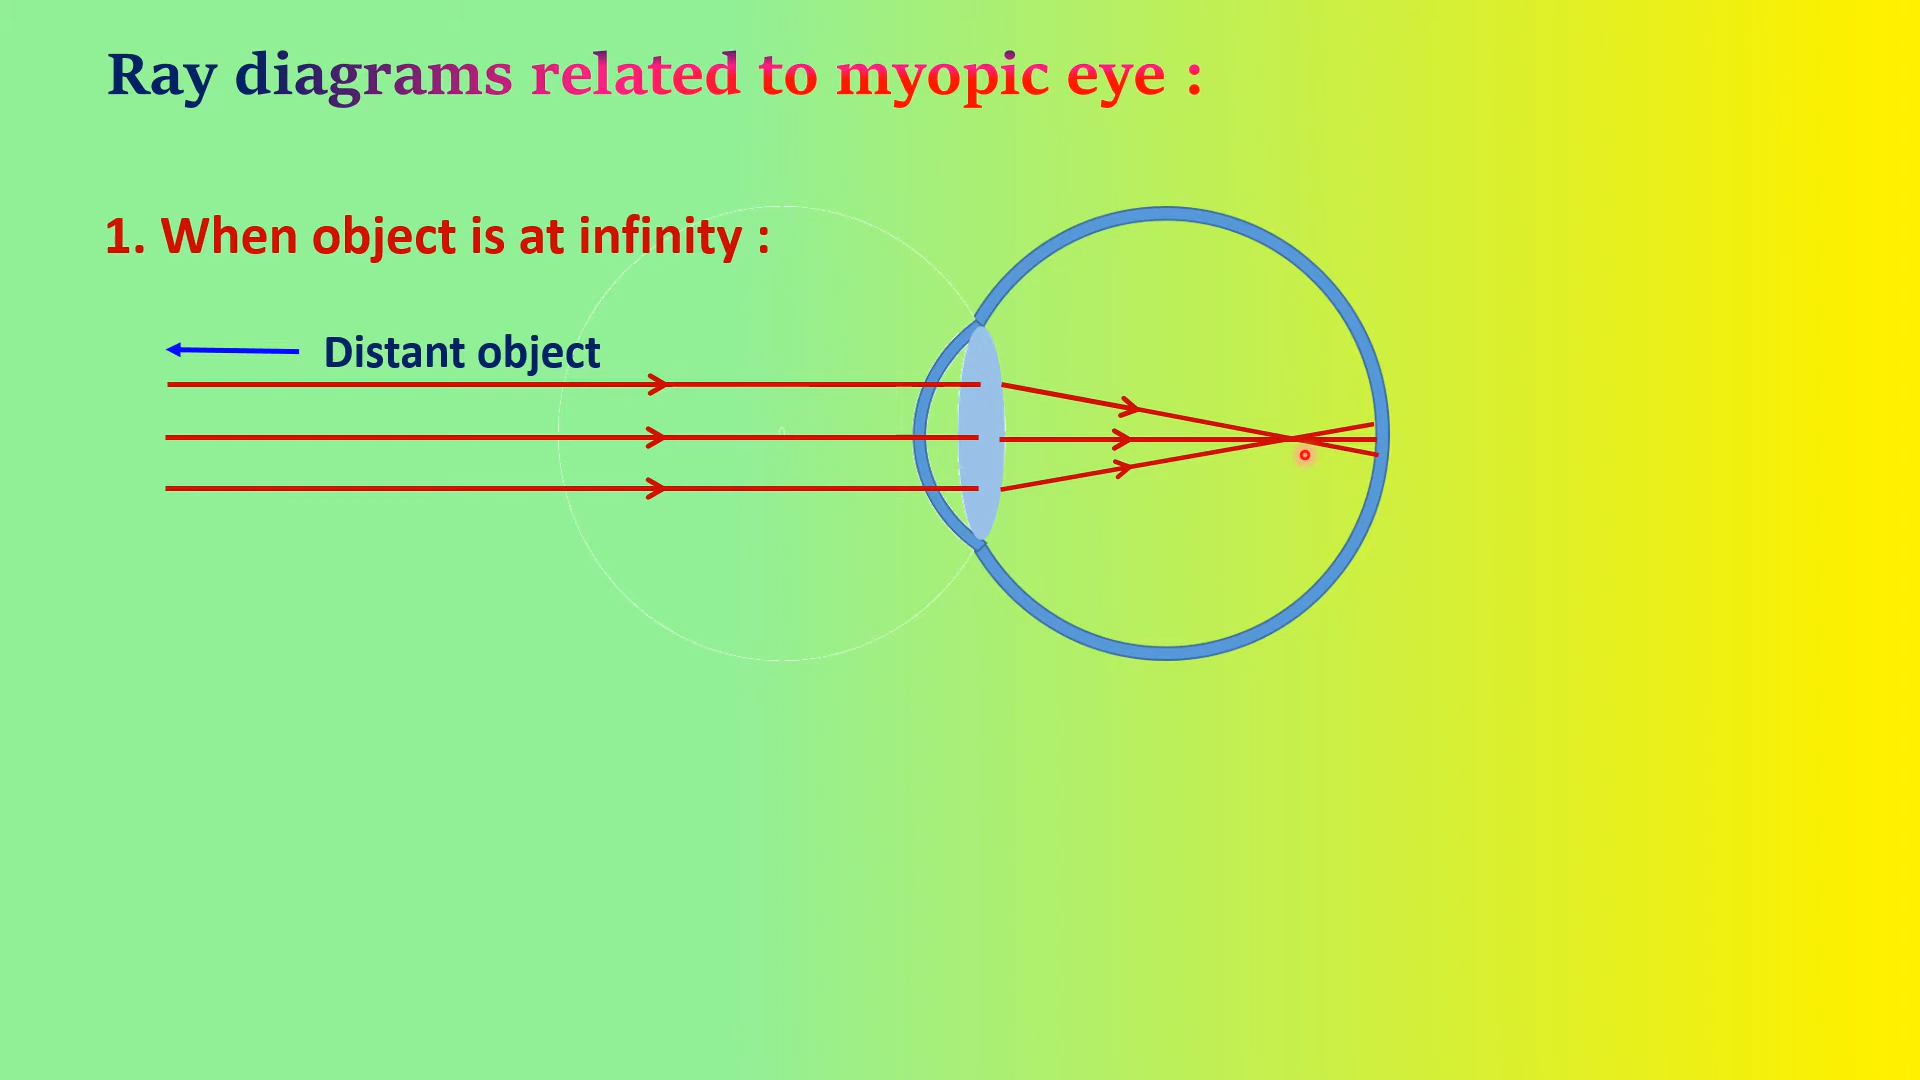 Ray diagrams related to myopic eye :
1. When object is at infinity :
Distant object